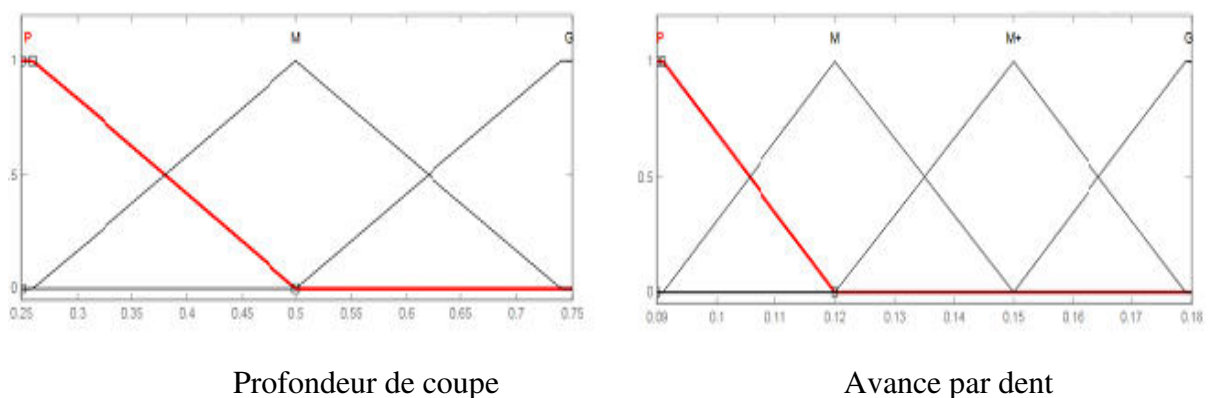 P M G
1
.5
0
0.25 0.3 0.35 0.4 0.45 0.5 0.55 0.6 0.65 0.7 0.75
Profondeur de coupe
P M M+ G
1
0.5
0
0.09 0.1 0.11 0.12 0.13 0.14 0.15 0.16 0.17 0.18
Avance par dent